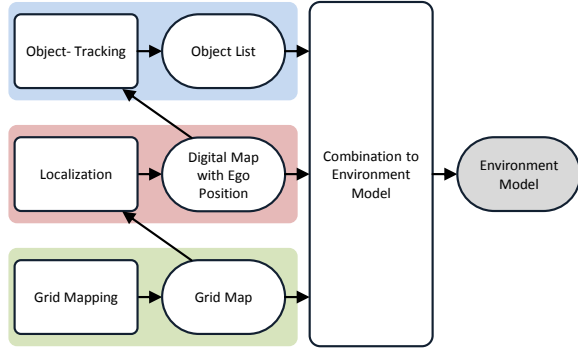 Object- Tracking
Object List
Localization
Digital Map
with Ego
Position
Grid Mapping
Grid Map
Combination to
Environment
Model
Environment
Model